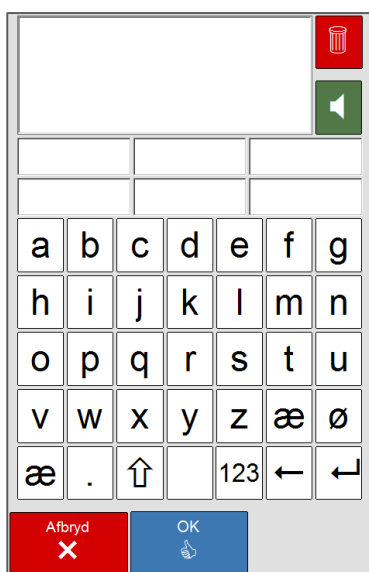 a b c d e f g
h i j k l m n
o p q r s t u
v w x y z æ ø
æ . 123
Afbryd OK